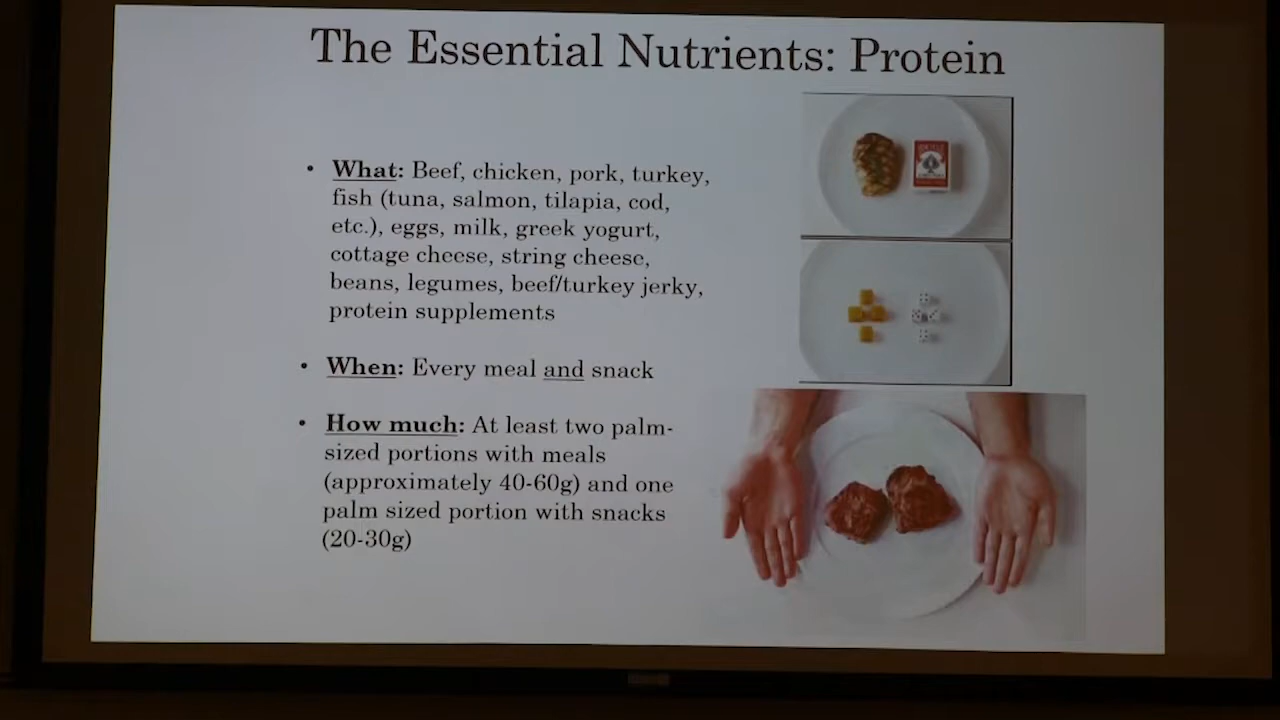 The Essential Nutrients: Protein
• What: Beef, chicken, pork, turkey,
fish (tuna, salmon, tilapia, cod,
etc.), eggs, milk, greek yogurt,
cottage cheese, string cheese,
beans, legumes, beef/turkey jerky,
protein supplements
• When: Every meal and snack
• How much: At least two palm-
sized portions with meals
(approximately 40-60g) and one
palm sized portion with snacks
(20-30g)
BICYCLE